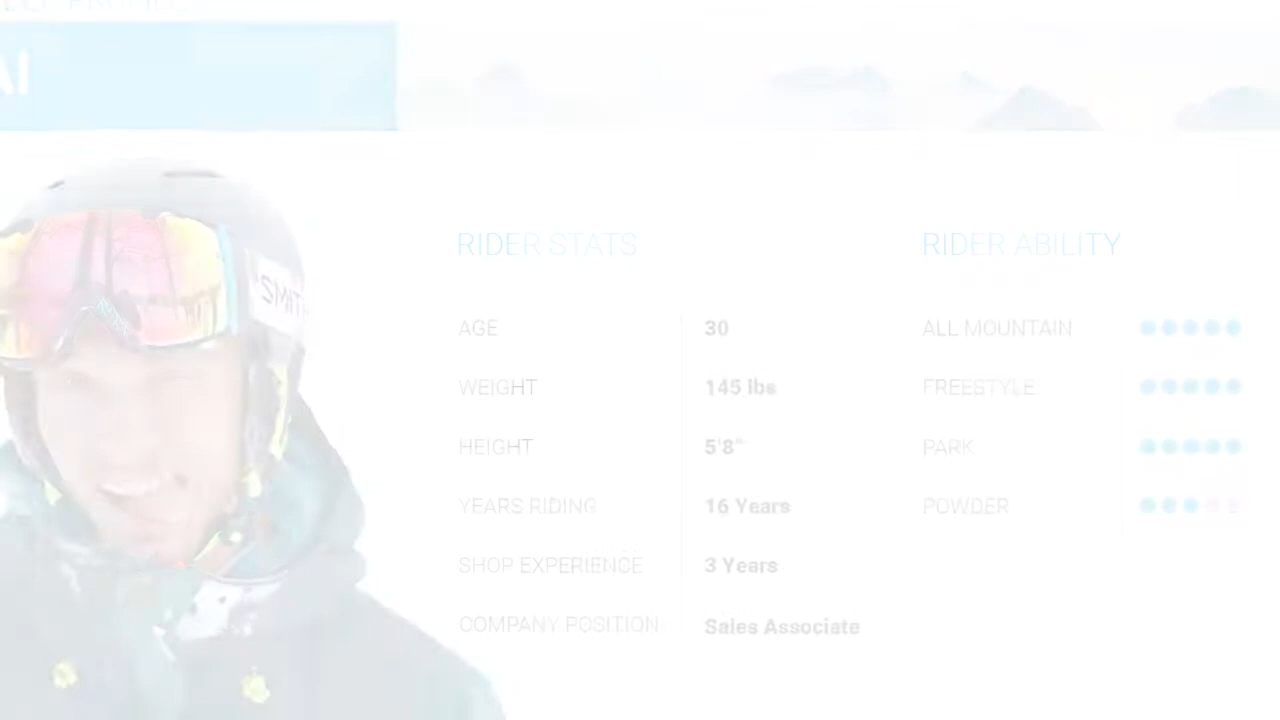 SMITH
RIDER STATS
AGE 30
WEIGHT 145 lbs
HEIGHT 5'8"
YEARS RIDING 16 Years
SHOP EXPERIENCE 3 Years
COMPANY POSITION Sales Associate
RIDER ABILITY
ALL MOUNTAIN
FREESTYLE
PARK
POWDER